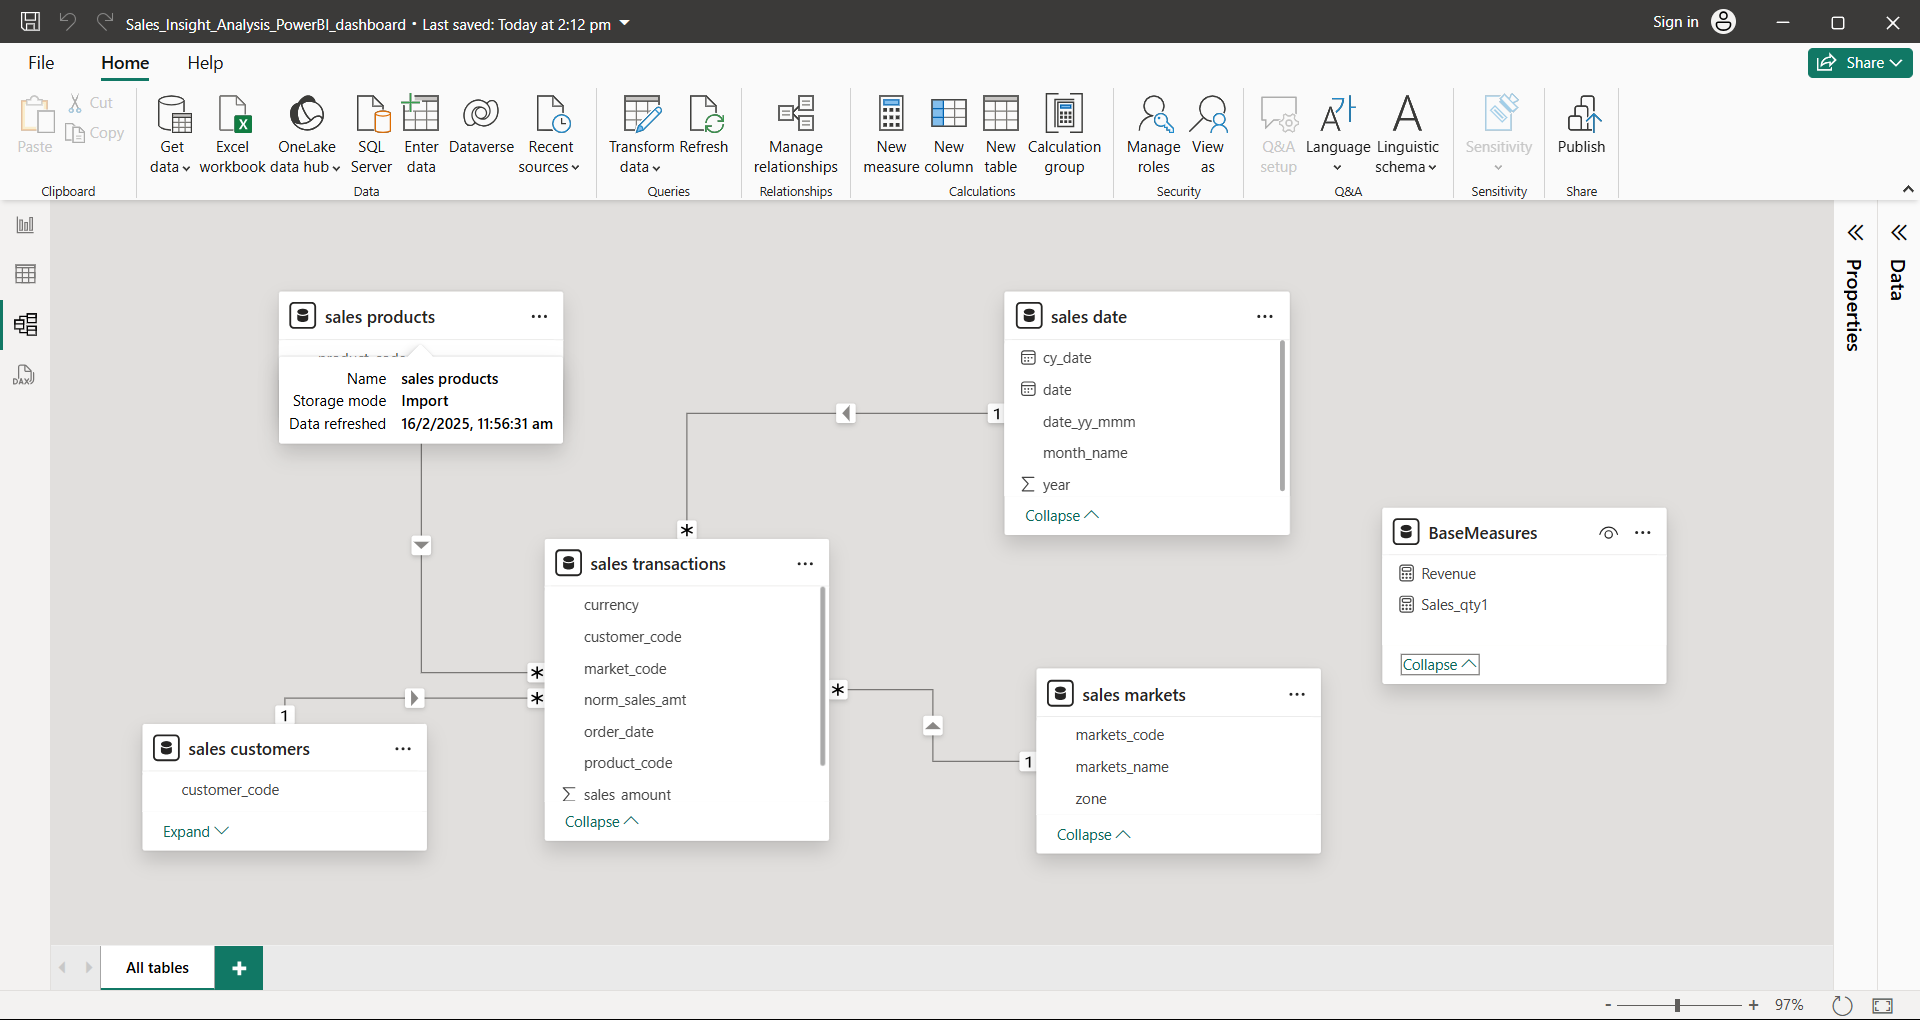 Sales_Insight_Analysis_PowerBI_dashboard • Last saved: Today at 2:12 pm
Sign in
File
Home
Help
Share
Paste
Cut
Copy
Clipboard
Get data
Excel workbook
OneLake data hub
SQL Server
Enter data
Dataverse
Recent sources
Data
Transform data
Refresh
Queries
Manage relationships
Relationships
New measure
New column
New table
Calculation group
Calculations
Manage roles
View as
Security
Q&A setup
Language
Linguistic schema
Q&A
Sensitivity
Sensitivity
Publish
Share
DAX
Properties
Data
sales products
product_code
Name sales products
Storage mode Import
Data refreshed 16/2/2025, 11:56:31 am
sales date
cy_date
date
date_yy_mmm
month_name
Σ year
Collapse
1
*
sales transactions
currency
customer_code
market_code
norm_sales_amt
order_date
product_code
Σ sales amount
Collapse
*
*
1
*
1
BaseMeasures
Revenue
Sales_qty1
Collapse
sales customers
customer_code
Expand
sales markets
markets_code
markets_name
zone
Collapse
All tables
+
- + 97%